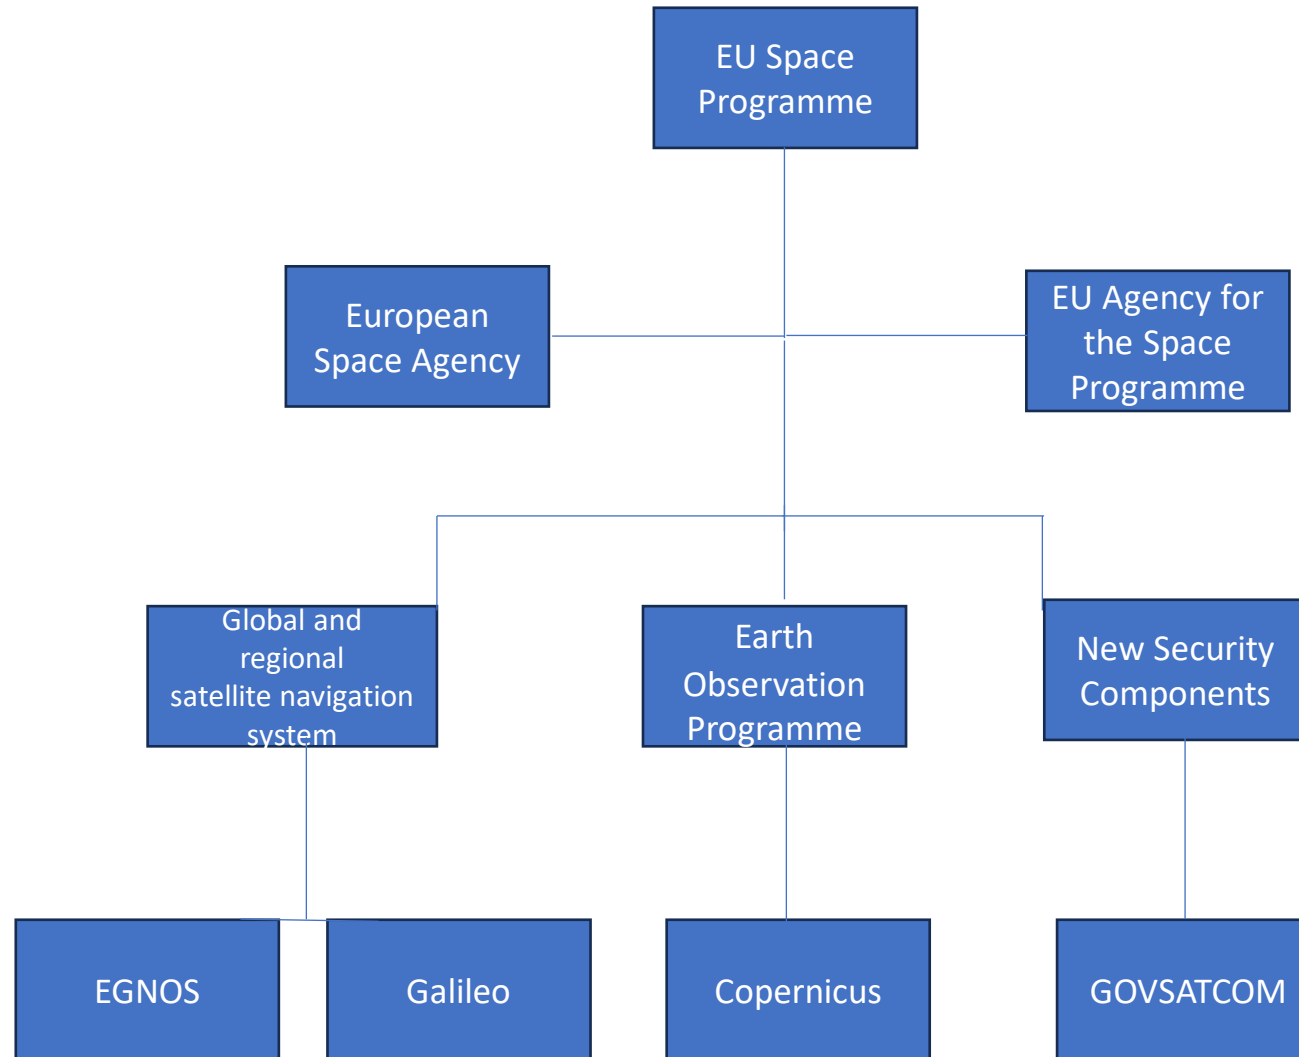 EU Space
Programme
European
Space Agency
EU Agency for
the Space
Programme
Global and
regional
satellite navigation
system
Earth
Observation
Programme
New Security
Components
EGNOS
Galileo
Copernicus
GOVSATCOM